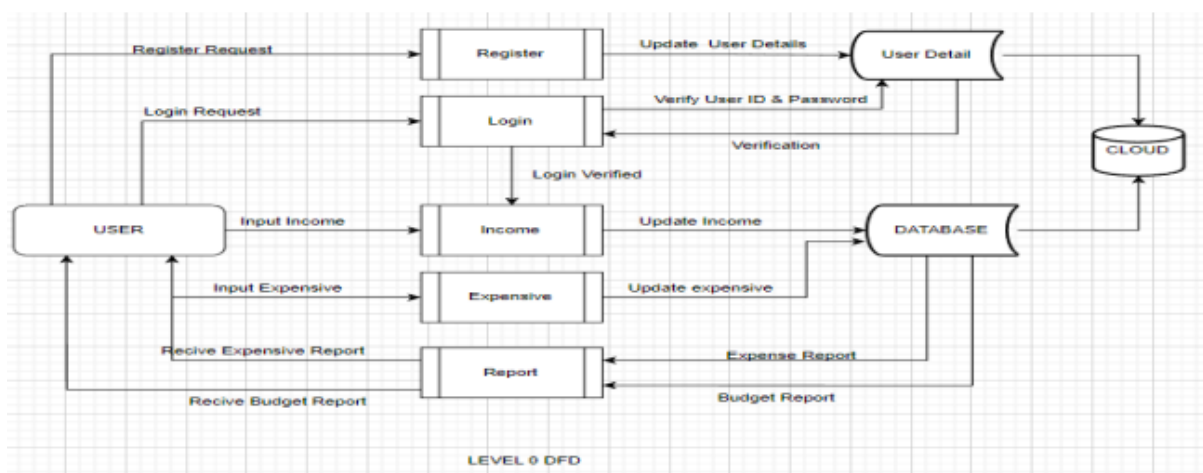 Register Request
Register
Update User Details
User Detail
Login Request
Login
Verify User ID & Password
Verification
CLOUD
Login Verified
USER
Input Income
Income
Update Income
DATABASE
Input Expensive
Expensive
Update expensive
Recive Expensive Report
Report
Expense Report
Recive Budget Report
Budget Report
LEVEL 0 DFD